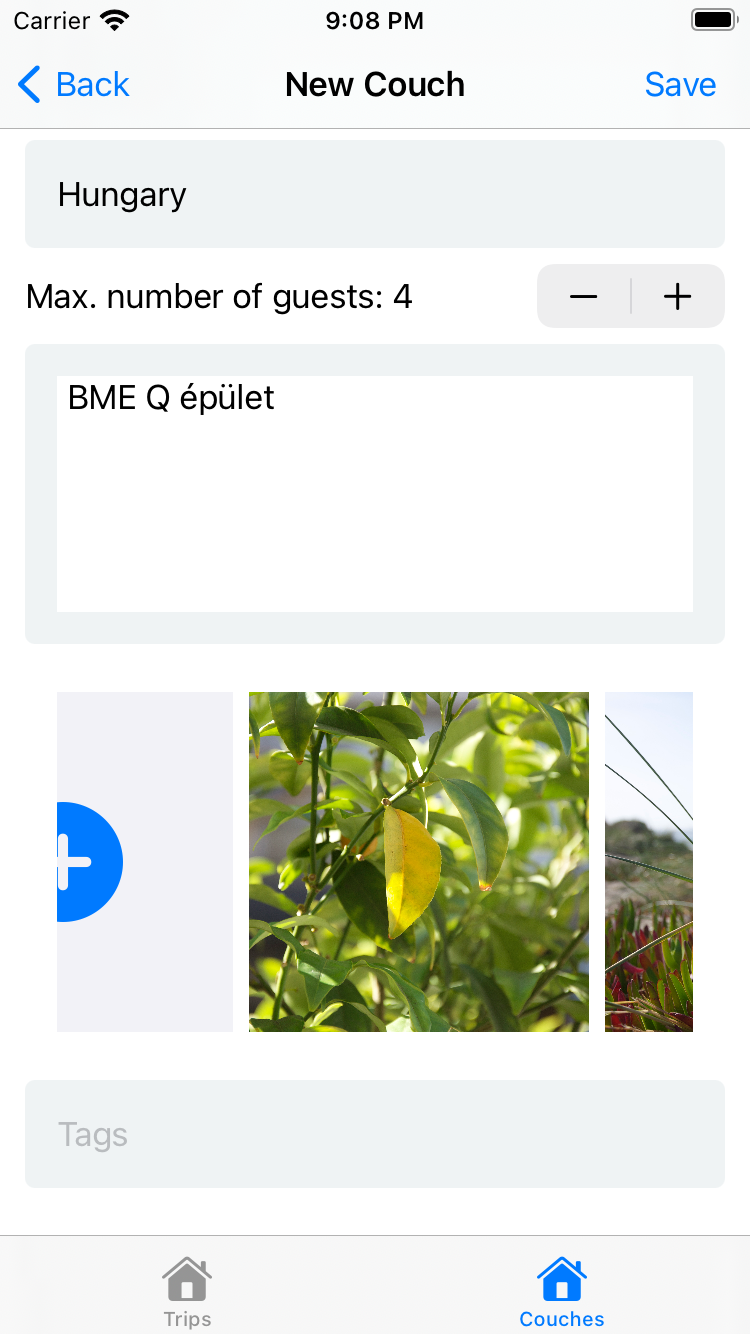 Carrier 9:08 PM
Back New Couch Save
Hungary
Max. number of guests: 4
BME Q épület
Tags
Trips Couches